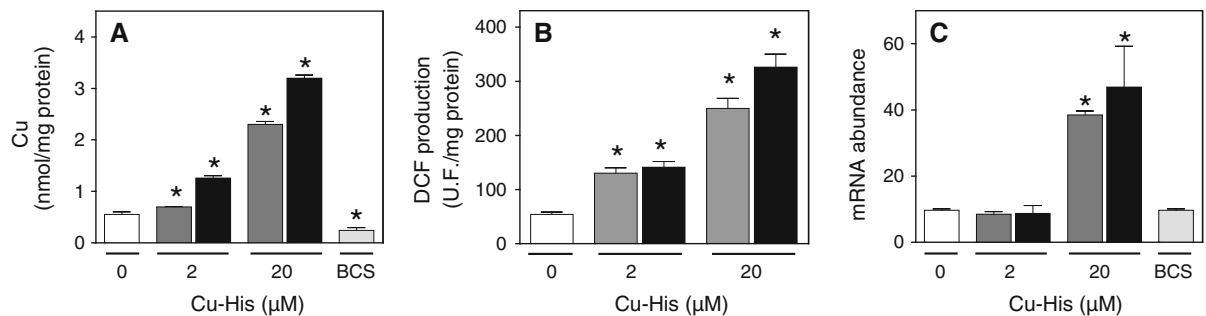 A
Cu
(nmol/mg protein)
4
3
2
1
0
* * * * *
0 2 20 BCS
Cu-His (μM)
B
DCF production
(U.F./mg protein)
400
300
200
100
0
* * * *
0 2 20
Cu-His (μM)
C
mRNA abundance
60
40
20
0
* *
0 2 20 BCS
Cu-His (μM)